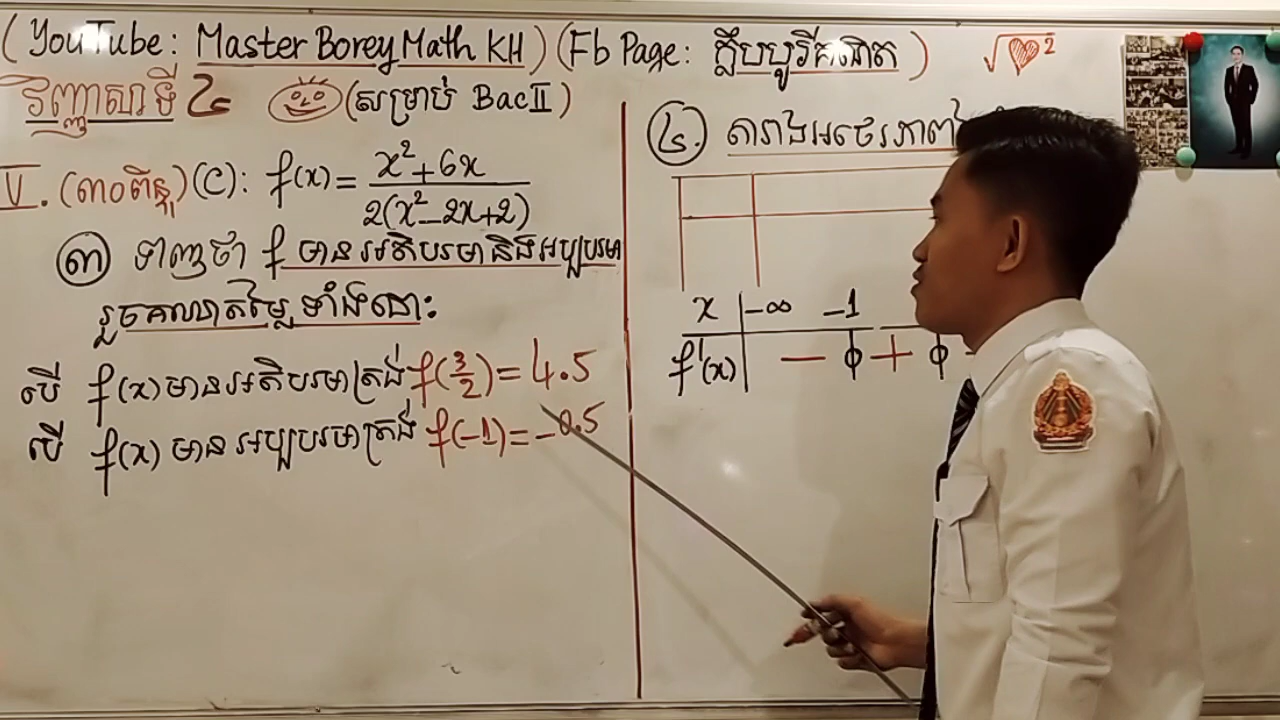 (YouTube: Master Borey Math KH) (Fb Page: ក្លឹបបូរីគណិត)
វិញ្ញាសាទី ២ (សម្រាប់ BacII)
√♡²
V. (៣០ពិន្ទុ) (C): f(x) = (x²+6x)/(2(x²-2x+2))
៣ ទាញថា f មានអតិបរមានិងអប្បបរមា
រួចគណនាតម្លៃទាំងនោះ:
បើ f(x) មានអតិបរមាត្រង់ f(3/2) = 4.5
បើ f(x) មានអប្បបរមាត្រង់ f(-1) = -0.5
៤. តារាងអថេរភាព
x -∞ -1
f'(x) - 0 + 0 -